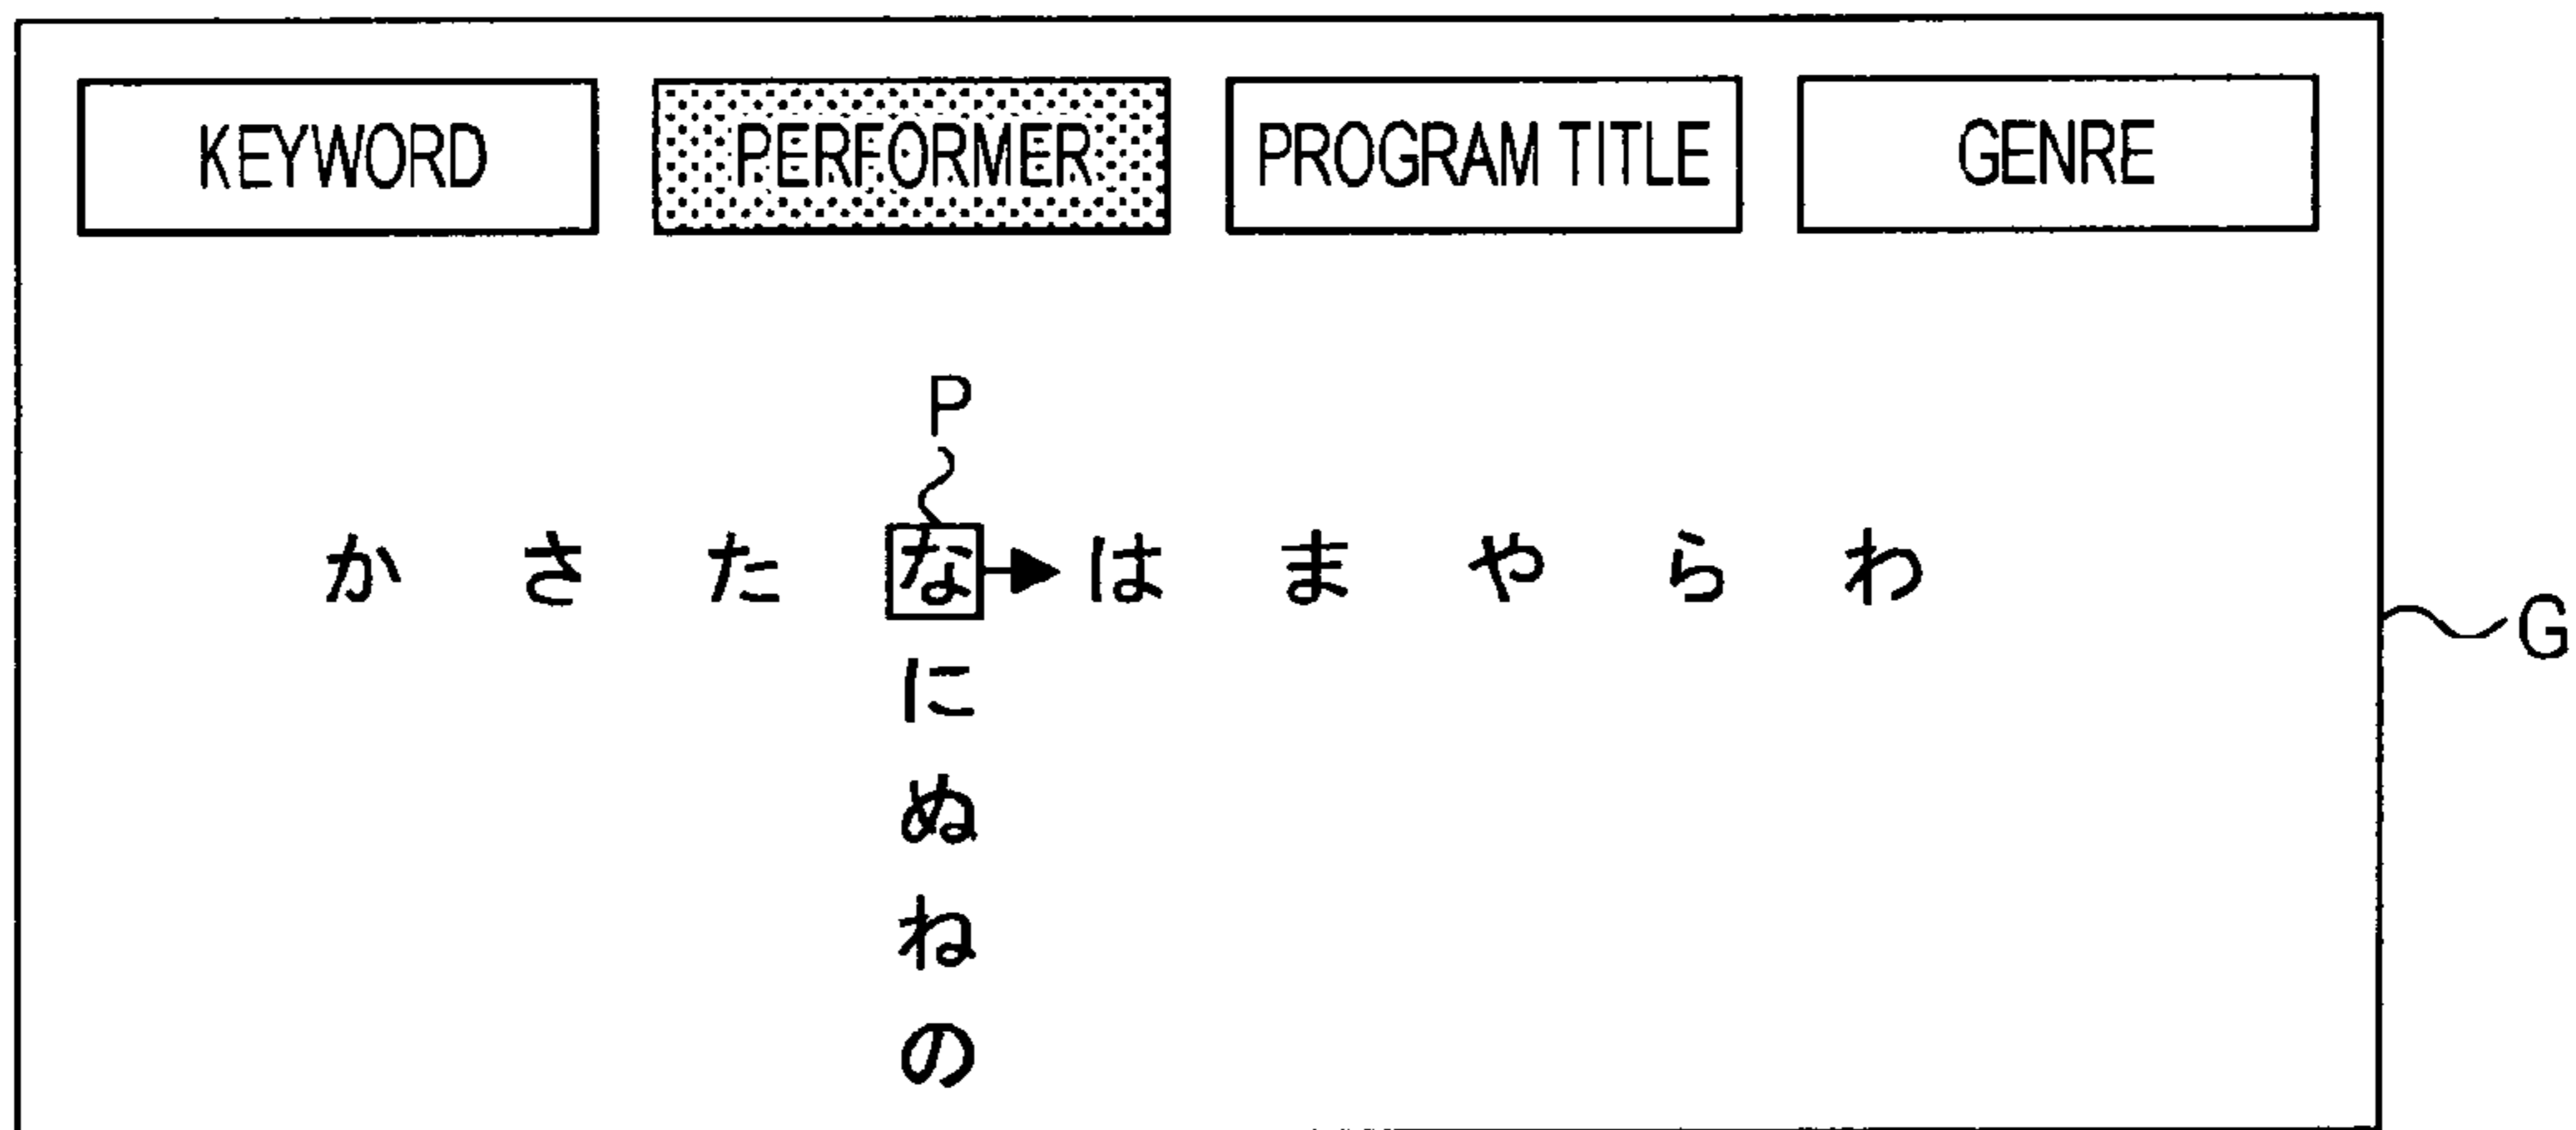 KEYWORD PERFORMER PROGRAM TITLE GENRE
P
か さ た な は ま や ら わ
G
に
ぬ
ね
の